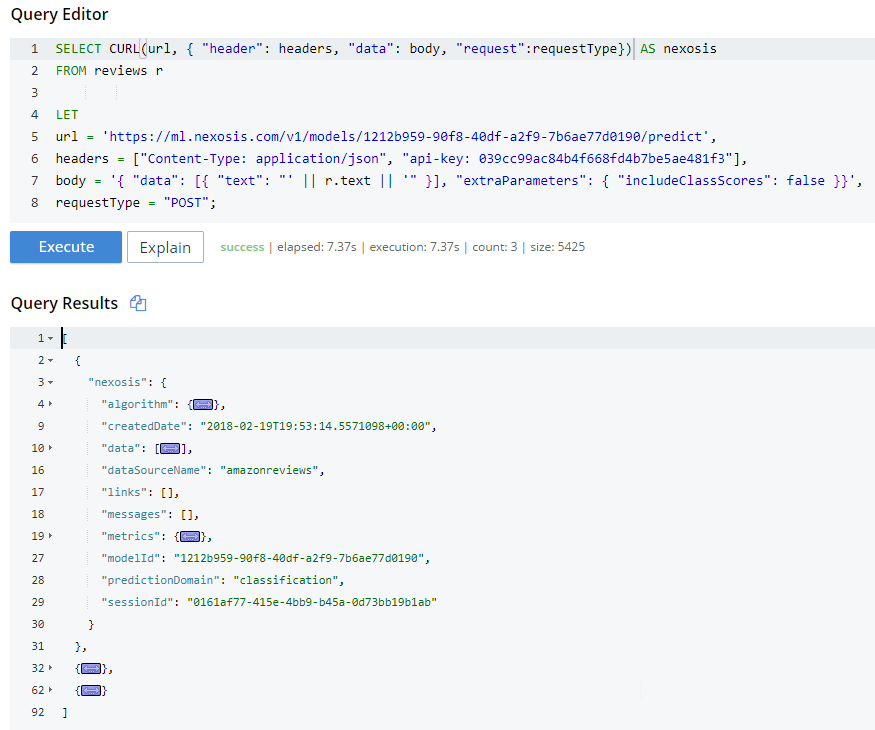 Query Editor
1 SELECT CURL(url, { "header": headers, "data": body, "request":requestType}) AS nexosis
2 FROM reviews r
3
4 LET
5 url = 'https://ml.nexosis.com/v1/models/1212b959-90f8-40df-a2f9-7b6ae77d0190/predict',
6 headers = ["Content-Type: application/json", "api-key: 039cc99ac84b4f668fd4b7be5ae481f3"],
7 body = '{ "data": [{ "text": "' || r.text || '" }], "extraParameters": { "includeClassScores": false }}',
8 requestType = "POST";
Execute Explain success | elapsed: 7.37s | execution: 7.37s | count: 3 | size: 5425
Query Results
1 [
2 {
3 "nexosis": {
4 "algorithm": {},
9 "createdDate": "2018-02-19T19:53:14.5571098+00:00",
10 "data": [],
16 "dataSourceName": "amazonreviews",
17 "links": [],
18 "messages": [],
19 "metrics": {},
27 "modelId": "1212b959-90f8-40df-a2f9-7b6ae77d0190",
28 "predictionDomain": "classification",
29 "sessionId": "0161af77-415e-4bb9-b45a-0d73bb19b1ab"
30 }
31 },
32 {},
62 {}
92 ]